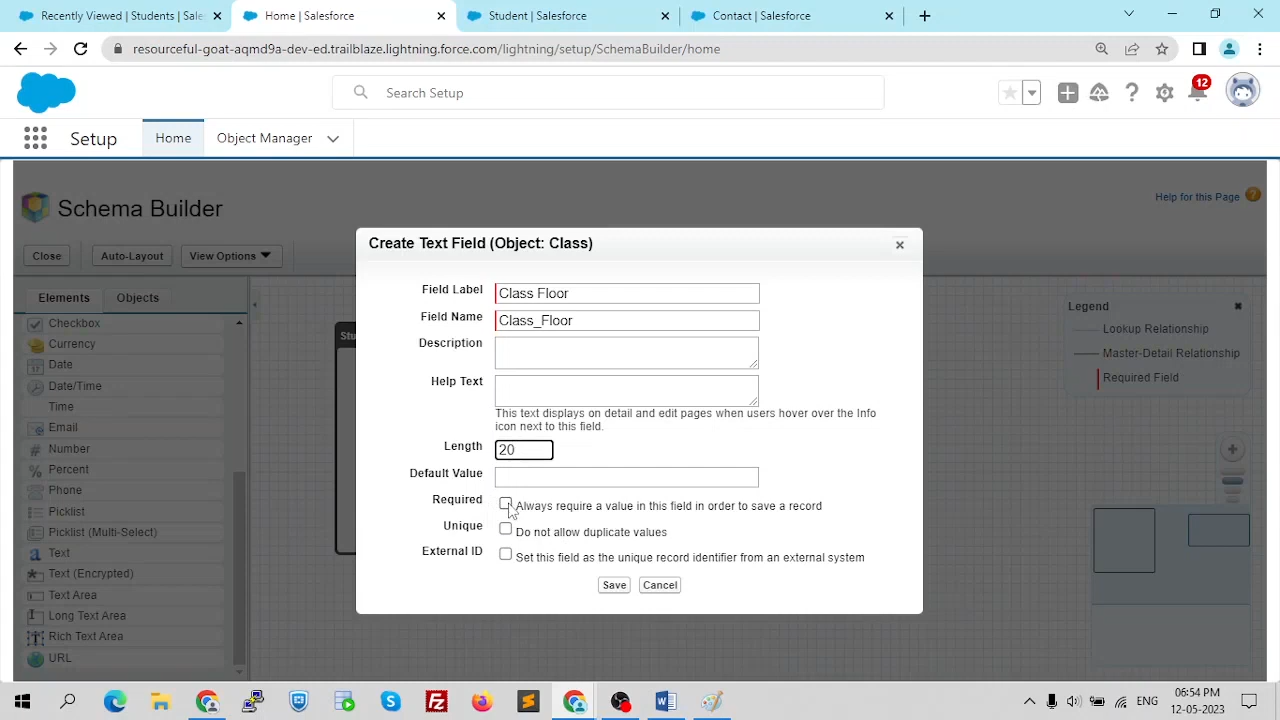 Recently Viewed | Students | Sale
Home | Salesforce
Student | Salesforce
Contact | Salesforce
resourceful-goat-aqmd9a-dev-ed.trailblaze.lightning.force.com/lightning/setup/SchemaBuilder/home
Search Setup
12
Setup
Home
Object Manager
Schema Builder
Help for this Page
Close
Auto-Layout
View Options
Elements
Objects
Checkbox
Currency
Date
Date/Time
Time
Email
Number
Percent
Phone
Picklist
Picklist (Multi-Select)
Text
Text (Encrypted)
Text Area
Long Text Area
Rich Text Area
URL
Stu
Create Text Field (Object: Class)
Field Label
Class Floor
Field Name
Class_Floor
Description
Help Text
This text displays on detail and edit pages when users hover over the Info
icon next to this field.
Length
20
Default Value
Required
Always require a value in this field in order to save a record
Unique
Do not allow duplicate values
External ID
Set this field as the unique record identifier from an external system
Save
Cancel
Legend
Lookup Relationship
Master-Detail Relationship
Required Field
ENG
06:54 PM
12-05-2023